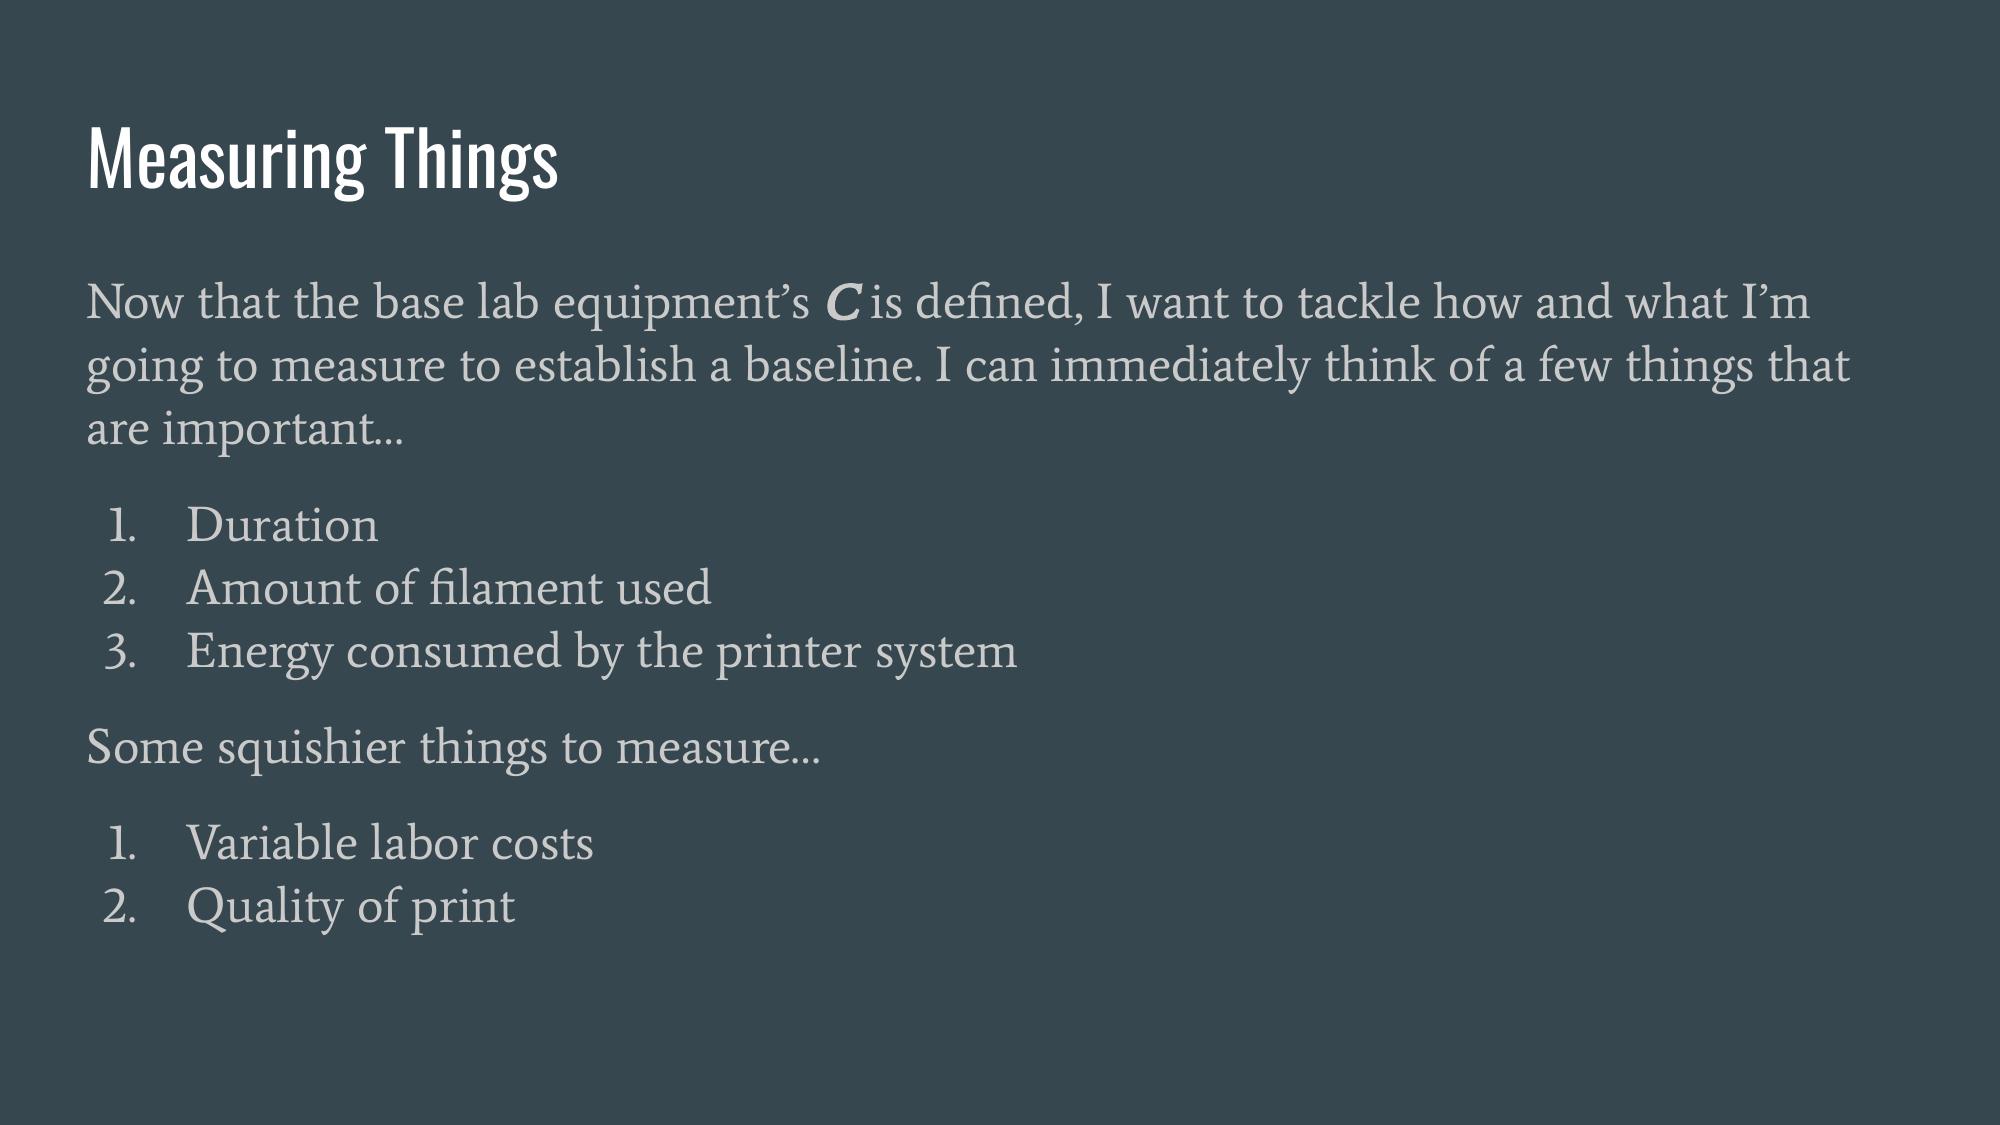 Measuring Things
Now that the base lab equipment’s C is defined, I want to tackle how and what I’m
going to measure to establish a baseline. I can immediately think of a few things that
are important...
1. Duration
2. Amount of filament used
3. Energy consumed by the printer system
Some squishier things to measure...
1. Variable labor costs
2. Quality of print